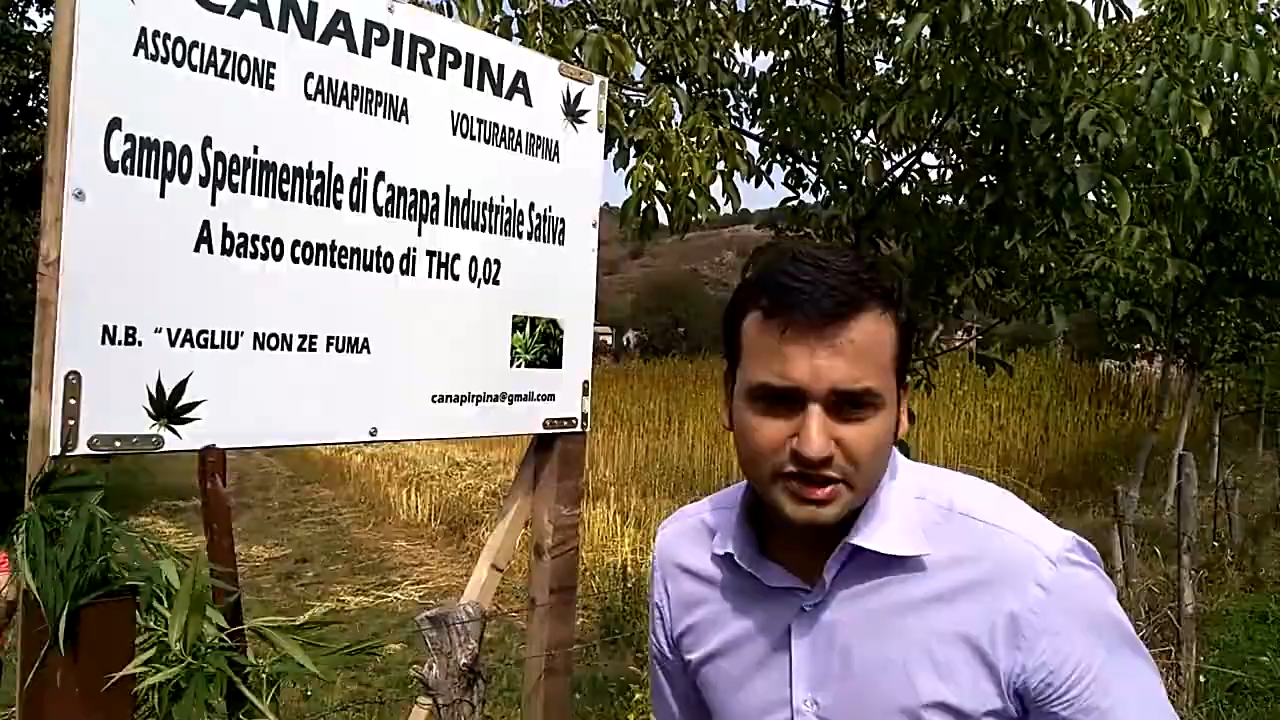 CANAPIRPINA
ASSOCIAZIONE CANAPIRPINA VOLTURARA IRPINA
Campo Sperimentale di Canapa Industriale Sativa
A basso contenuto di THC 0,02
N.B. “VAGLIU’ NON ZE FUMA
canapirpina@gmail.com